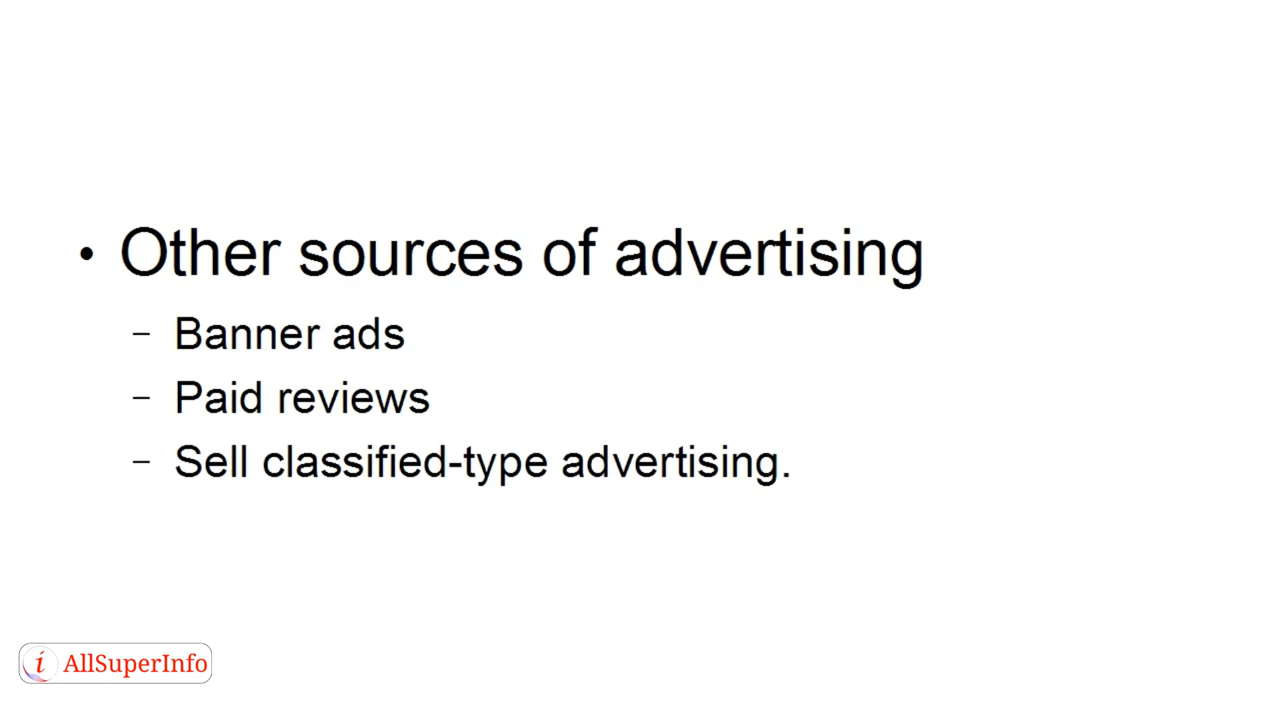 • Other sources of advertising
– Banner ads
– Paid reviews
– Sell classified-type advertising.
i AllSuperInfo